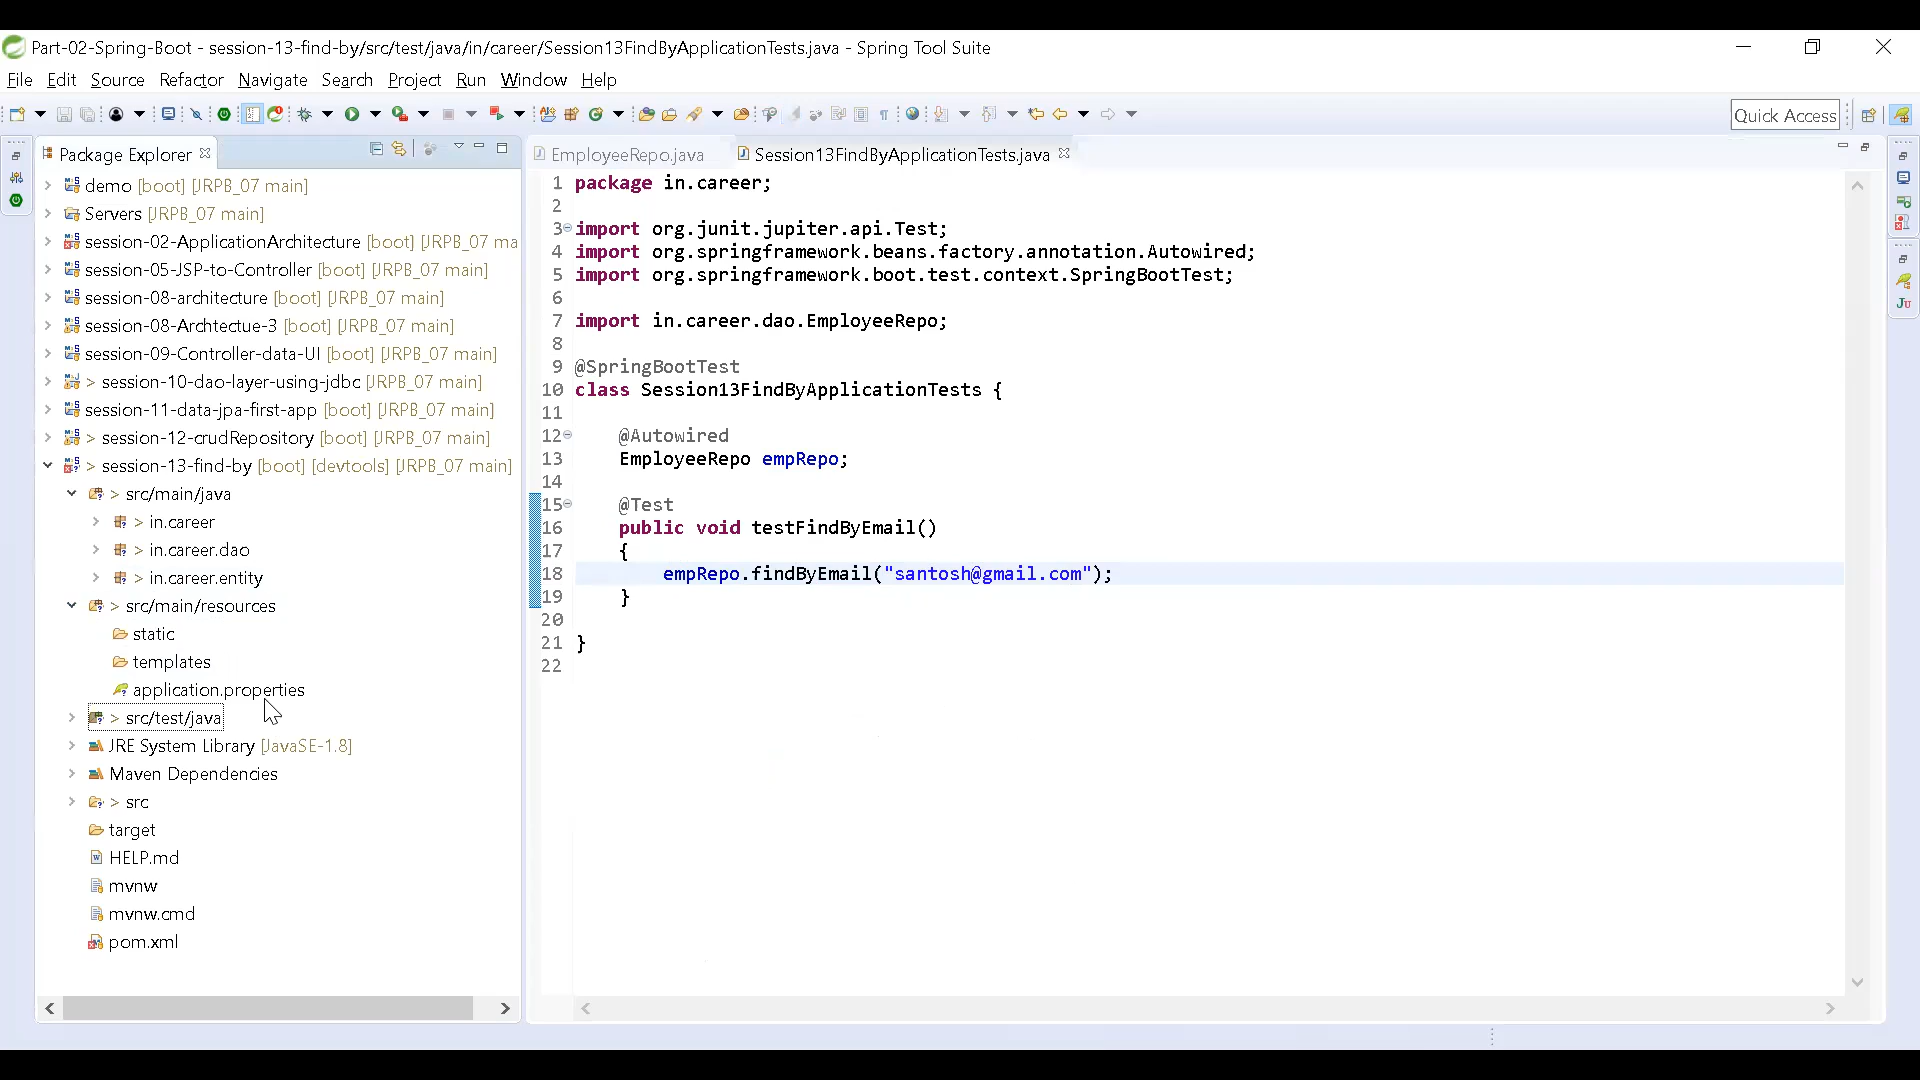 Part-02-Spring-Boot - session-13-find-by/src/test/java/in/career/Session13FindByApplicationTests.java - Spring Tool Suite
File Edit Source Refactor Navigate Search Project Run Window Help
Quick Access
Package Explorer
demo [boot] [JRPB_07 main]
Servers [JRPB_07 main]
session-02-ApplicationArchitecture [boot] [JRPB_07 ma
session-05-JSP-to-Controller [boot] [JRPB_07 main]
session-08-architecture [boot] [JRPB_07 main]
session-08-Archtectue-3 [boot] [JRPB_07 main]
session-09-Controller-data-UI [boot] [JRPB_07 main]
> session-10-dao-layer-using-jdbc [JRPB_07 main]
session-11-data-jpa-first-app [boot] [JRPB_07 main]
> session-12-crudRepository [boot] [JRPB_07 main]
> session-13-find-by [boot] [devtools] [JRPB_07 main]
> src/main/java
> in.career
> in.career.dao
> in.career.entity
> src/main/resources
static
templates
application.properties
> src/test/java
JRE System Library [JavaSE-1.8]
Maven Dependencies
> src
target
HELP.md
mvnw
mvnw.cmd
pom.xml
EmployeeRepo.java
Session13FindByApplicationTests.java
1 package in.career;
2
3 import org.junit.jupiter.api.Test;
4 import org.springframework.beans.factory.annotation.Autowired;
5 import org.springframework.boot.test.context.SpringBootTest;
6
7 import in.career.dao.EmployeeRepo;
8
9 @SpringBootTest
10 class Session13FindByApplicationTests {
11
12 @Autowired
13 EmployeeRepo empRepo;
14
15 @Test
16 public void testFindByEmail()
17 {
18 empRepo.findByEmail("santosh@gmail.com");
19 }
20
21 }
22
Ju